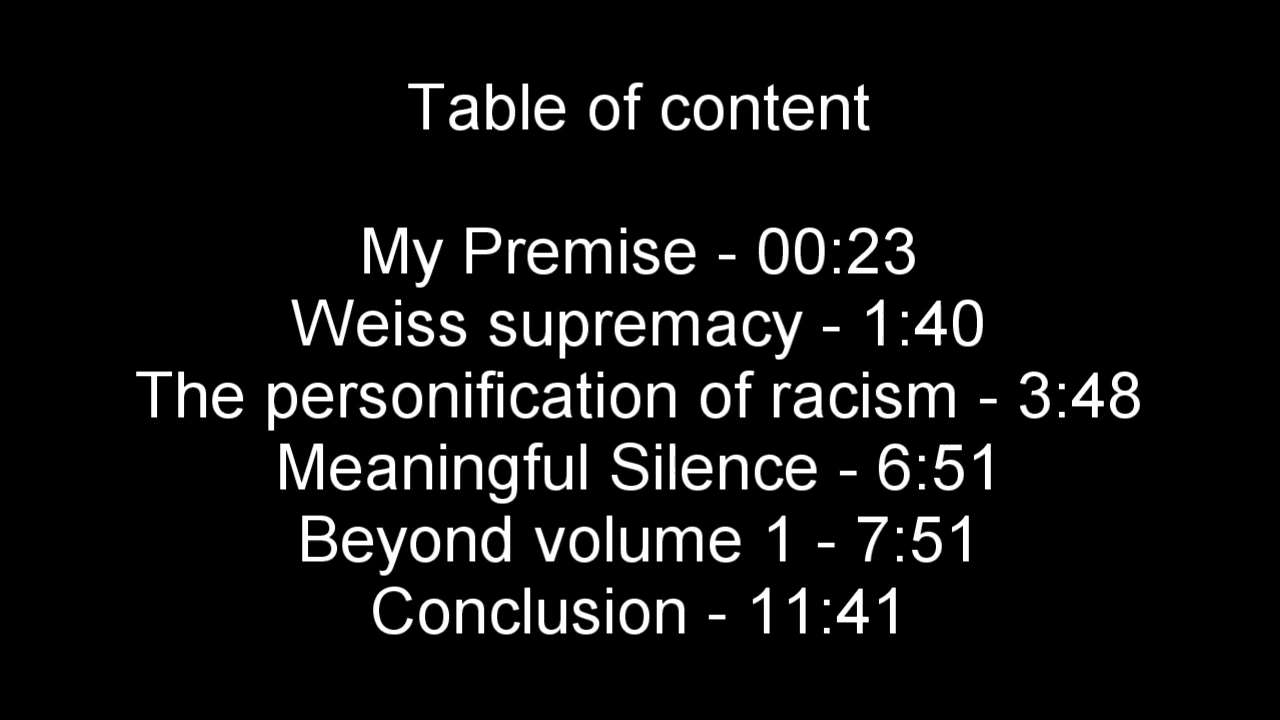 Table of content
My Premise - 00:23
Weiss supremacy - 1:40
The personification of racism - 3:48
Meaningful Silence - 6:51
Beyond volume 1 - 7:51
Conclusion - 11:41